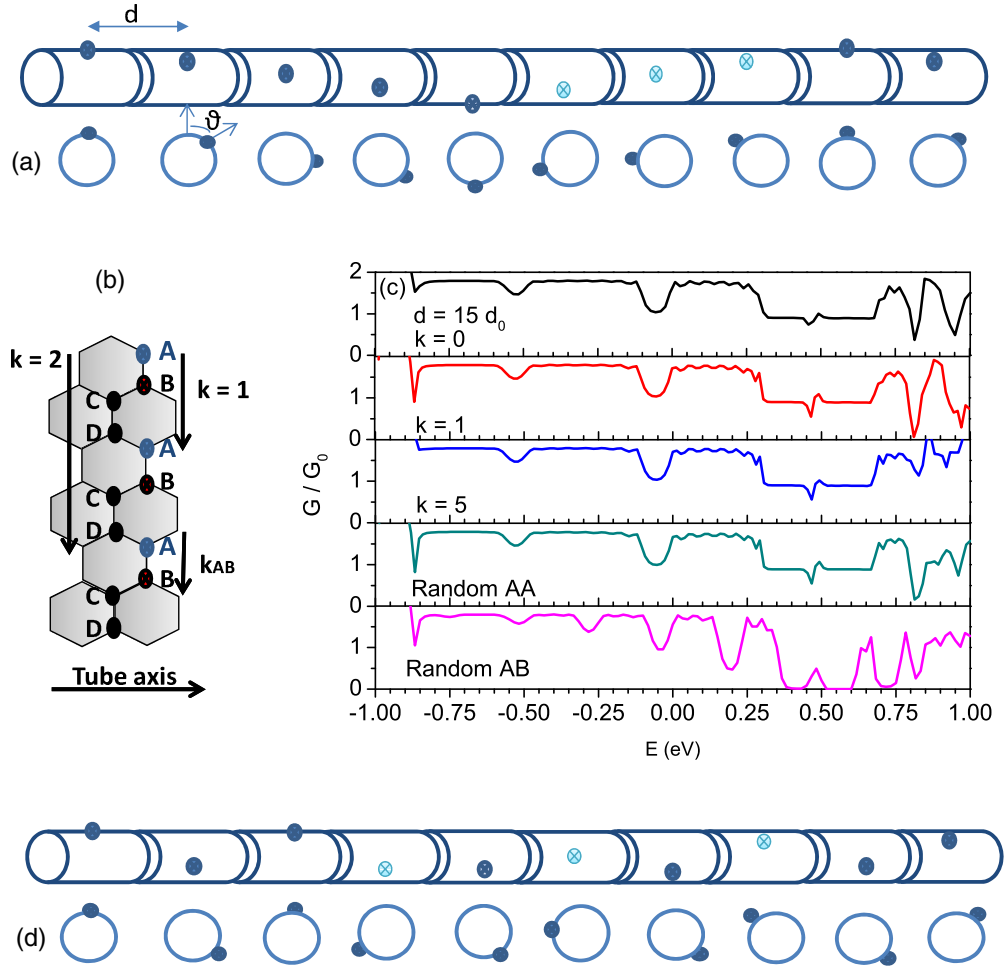 d
ϑ
(a)
(b)
k = 2
A
B
k = 1
C
D
A
B
C
D
A
B
kAB
C
D
Tube axis
G / G0
2
1
0
1
0
1
0
1
0
1
0
(c)
d = 15 d0
k = 0
k = 1
k = 5
Random AA
Random AB
-1.00 -0.75 -0.50 -0.25 0.00 0.25 0.50 0.75 1.00
E (eV)
(d)